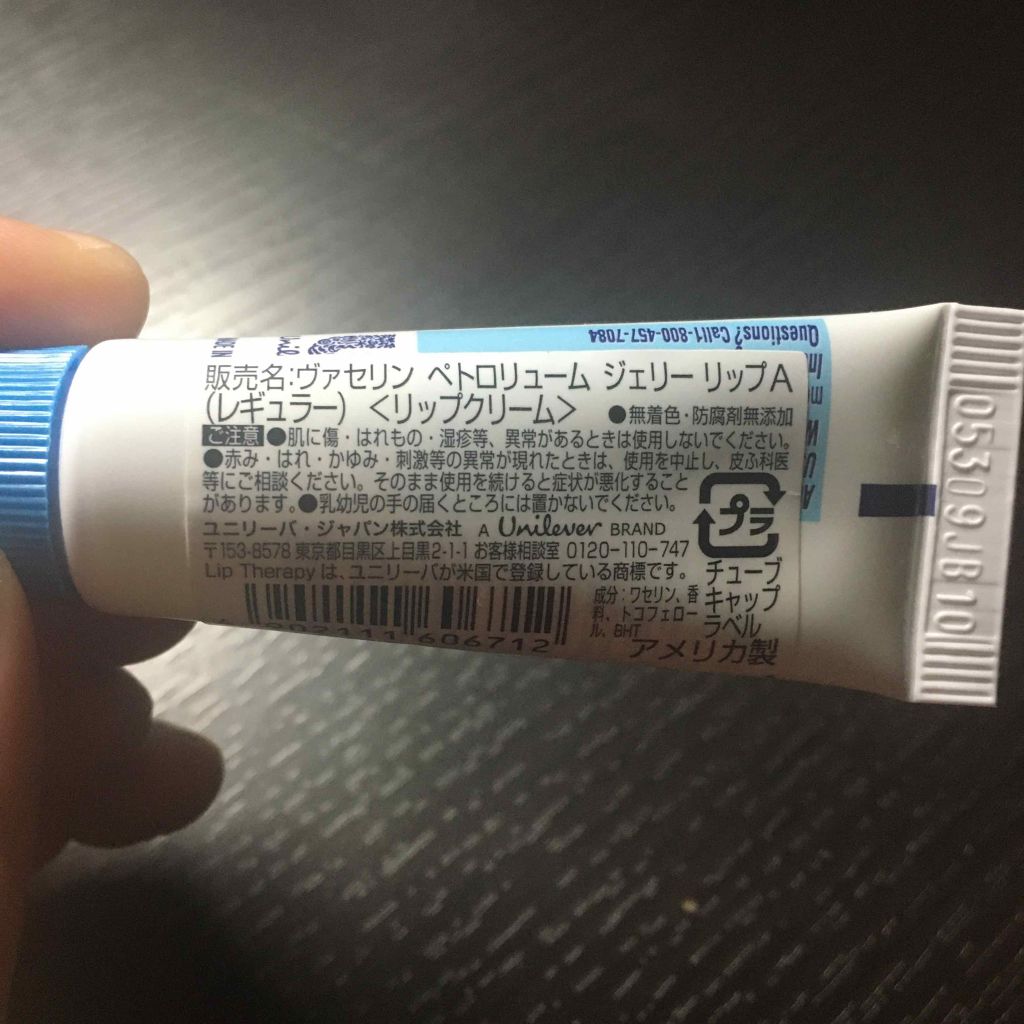 Questions? Call 1-800-457-7084
販売名:ヴァセリン ペトロリューム ジェリー リップA
(レギュラー) <リップクリーム> ●無着色・防腐剤無添加
ご注意 ●肌に傷・はれもの・湿疹等、異常があるときは使用しないでください。
●赤み・はれ・かゆみ・刺激等の異常が現れたときは、使用を中止し、皮ふ科医
等にご相談ください。そのまま使用を続けると症状が悪化すること
があります。●乳幼児の手の届くところには置かないでください。
ユニリーバ・ジャパン株式会社 A Unilever BRAND
〒153-8578 東京都目黒区上目黒2-1-1 お客様相談室 0120-110-747
Lip Therapy は、ユニリーバが米国で登録している商標です。
プラ
チューブ
キャップ
ラベル
成分:ワセリン、香
料、トコフェロー
ル、BHT
アメリカ製
802111 606712
05309JB10